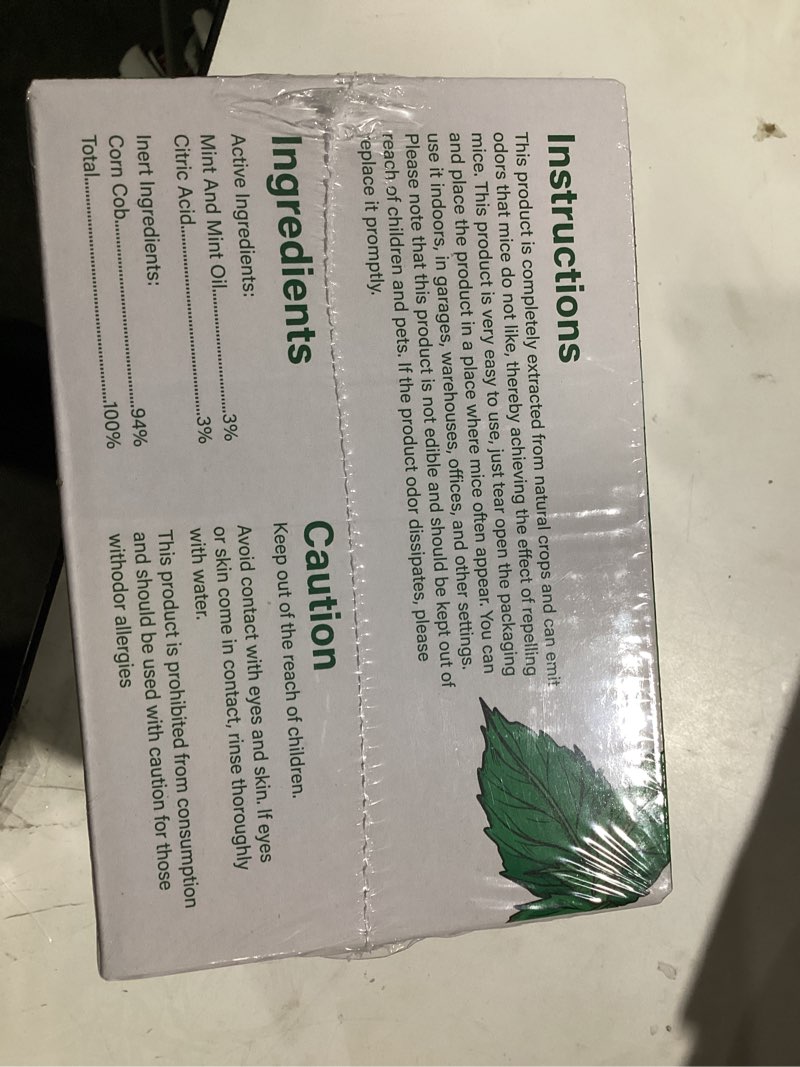 Instructions
This product is completely extracted from natural crops and can emit
odors that mice do not like, thereby achieving the effect of repelling
mice. This product is very easy to use, just tear open the packaging
and place the product in a place where mice often appear. You can
use it indoors, in garages, warehouses, offices, and other settings.
Please note that this product is not edible and should be kept out of
reach of children and pets. If the product odor dissipates, please
replace it promptly.
Ingredients
Active Ingredients:
Mint And Mint Oil..............................3%
Citric Acid..........................................3%
Inert Ingredients:
Corn Cob........................................94%
Total................................................100%
Caution
Keep out of the reach of children.
Avoid contact with eyes and skin. If eyes
or skin come in contact, rinse thoroughly
with water.
This product is prohibited from consumption
and should be used with caution for those
withodor allergies